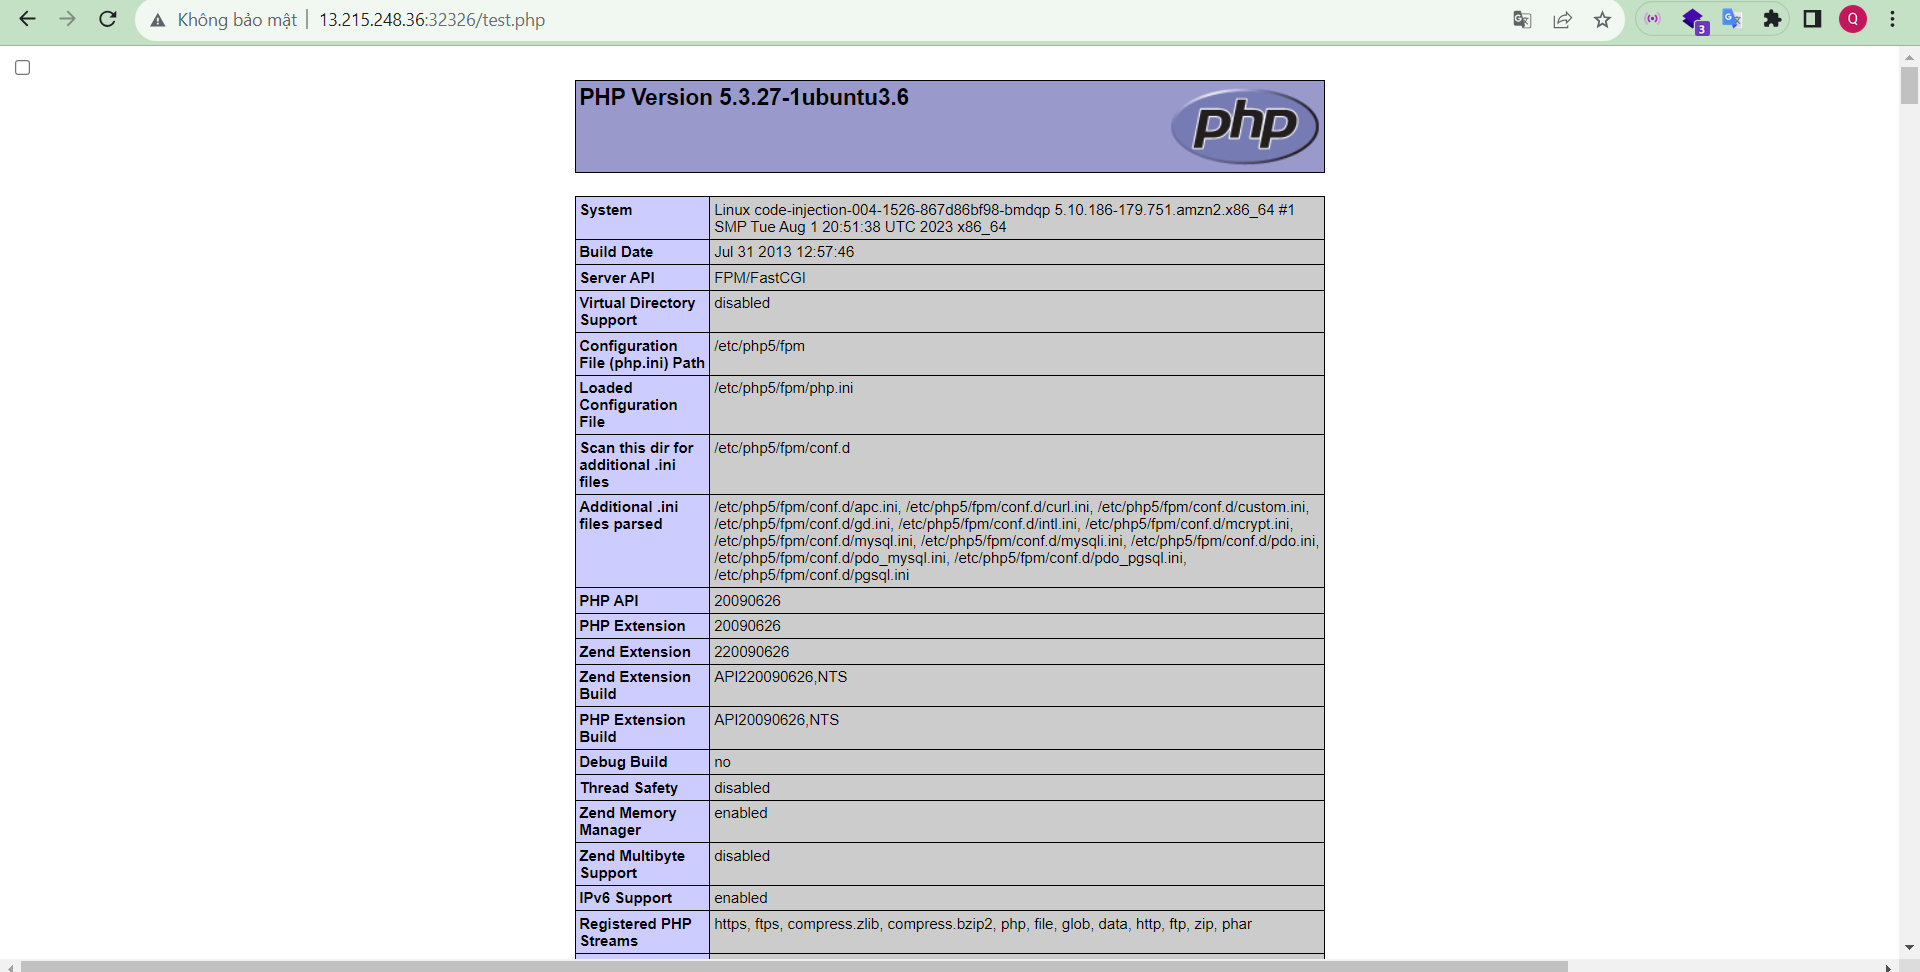 Không bảo mật 13.215.248.36:32326/test.php
3
Q
PHP Version 5.3.27-1ubuntu3.6
php
System
Linux code-injection-004-1526-867d86bf98-bmdqp 5.10.186-179.751.amzn2.x86_64 #1
SMP Tue Aug 1 20:51:38 UTC 2023 x86_64
Build Date
Jul 31 2013 12:57:46
Server API
FPM/FastCGI
Virtual Directory
Support
disabled
Configuration
File (php.ini) Path
/etc/php5/fpm
Loaded
Configuration
File
/etc/php5/fpm/php.ini
Scan this dir for
additional .ini
files
/etc/php5/fpm/conf.d
Additional .ini
files parsed
/etc/php5/fpm/conf.d/apc.ini, /etc/php5/fpm/conf.d/curl.ini, /etc/php5/fpm/conf.d/custom.ini,
/etc/php5/fpm/conf.d/gd.ini, /etc/php5/fpm/conf.d/intl.ini, /etc/php5/fpm/conf.d/mcrypt.ini,
/etc/php5/fpm/conf.d/mysql.ini, /etc/php5/fpm/conf.d/mysqli.ini, /etc/php5/fpm/conf.d/pdo.ini,
/etc/php5/fpm/conf.d/pdo_mysql.ini, /etc/php5/fpm/conf.d/pdo_pgsql.ini,
/etc/php5/fpm/conf.d/pgsql.ini
PHP API
20090626
PHP Extension
20090626
Zend Extension
220090626
Zend Extension
Build
API220090626,NTS
PHP Extension
Build
API20090626,NTS
Debug Build
no
Thread Safety
disabled
Zend Memory
Manager
enabled
Zend Multibyte
Support
disabled
IPv6 Support
enabled
Registered PHP
Streams
https, ftps, compress.zlib, compress.bzip2, php, file, glob, data, http, ftp, zip, phar